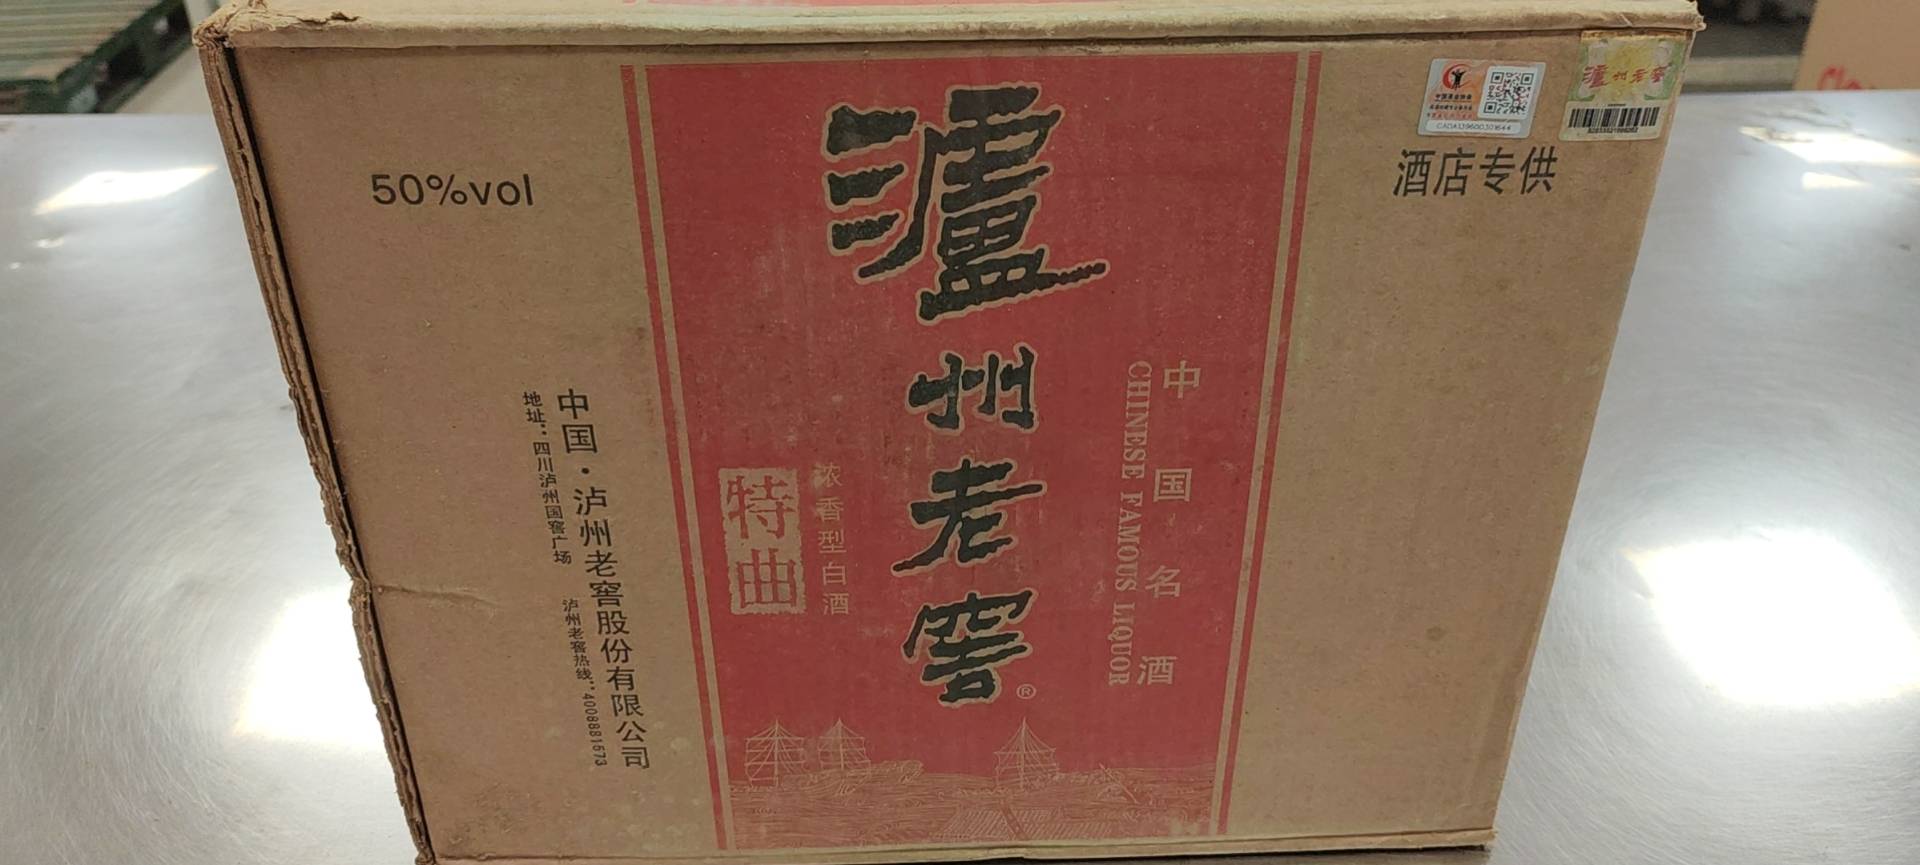 50%vol
瀘州老窖®
特曲
浓香型白酒
中国名酒
CHINESE FAMOUS LIQUOR
酒店专供
CADA139600301644
瀘州老窖
中国·泸州老窖股份有限公司
地址：四川泸州国窖广场
泸州老窖热线：4008881573